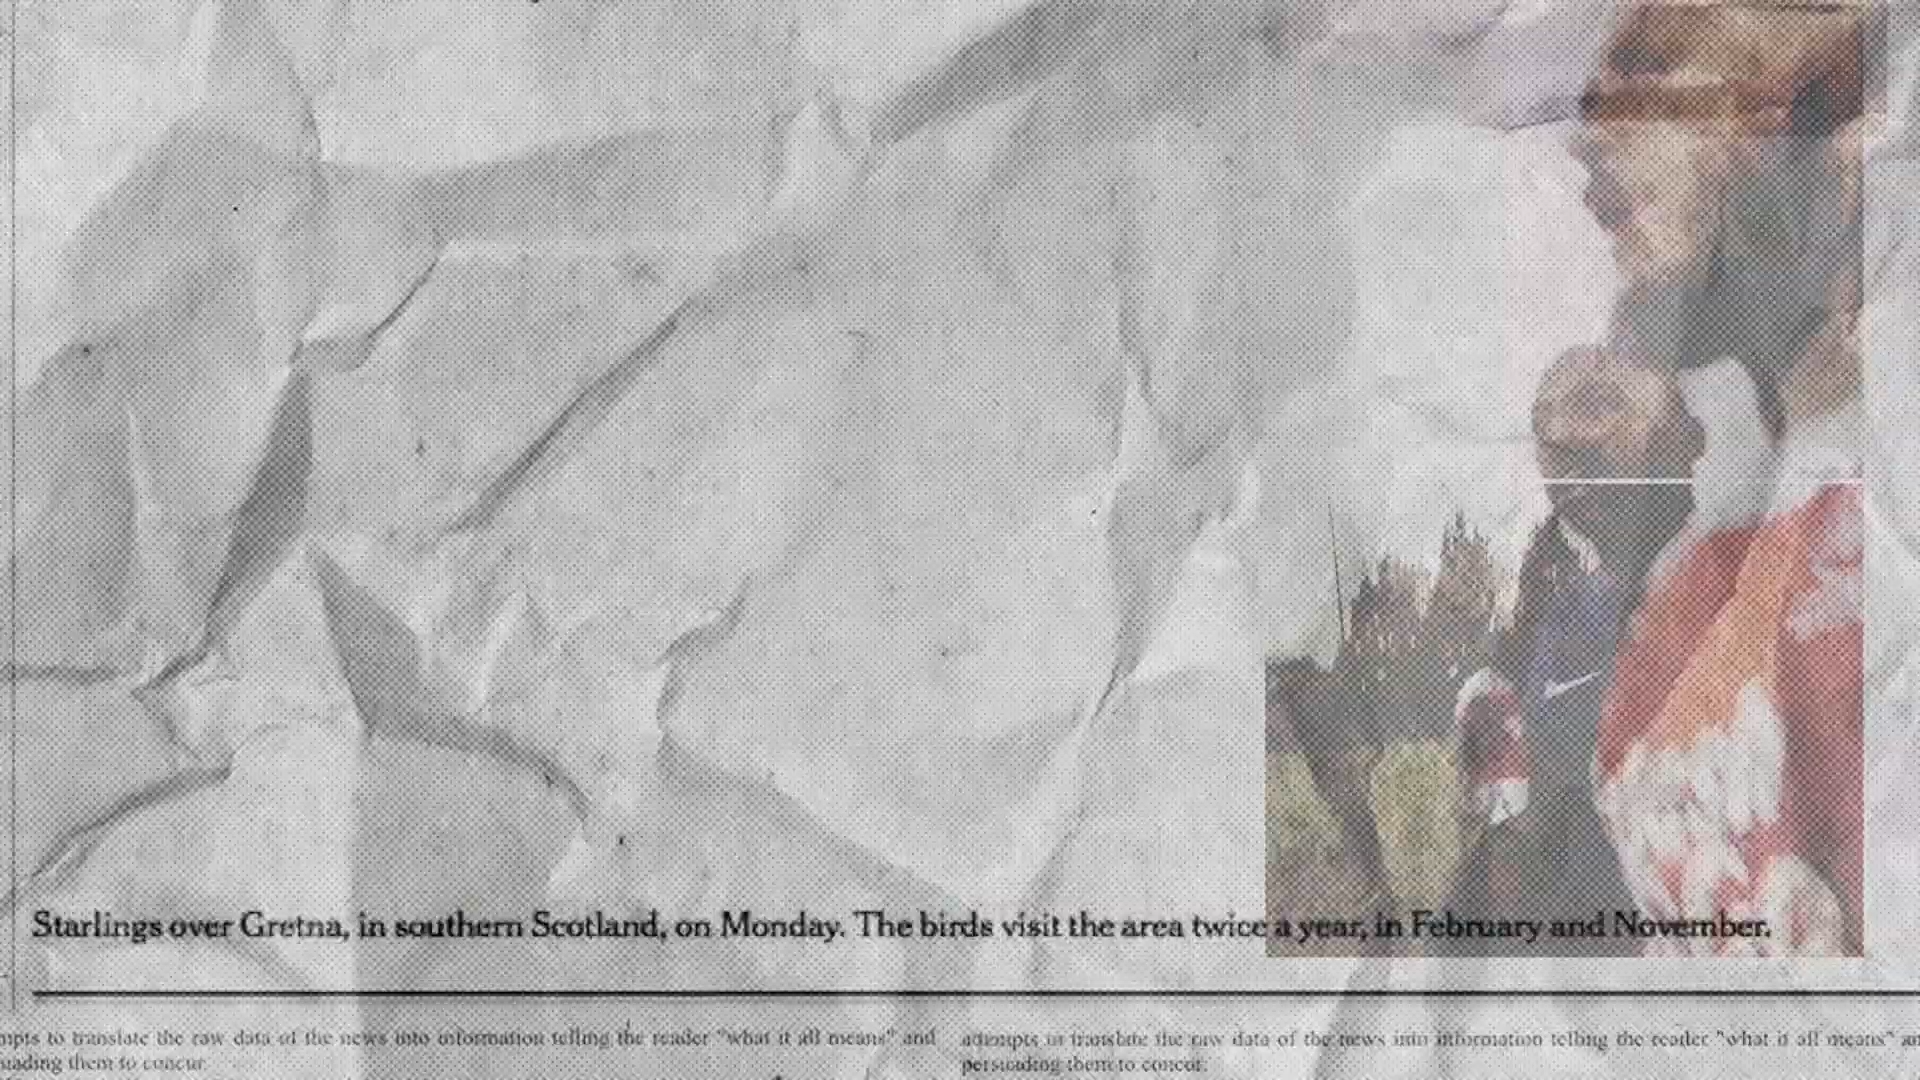 Starlings over Gretna, in southern Scotland, on Monday. The birds visit the area twice a year, in February and November.
mpts to translate the raw data of the news into information telling the reader "what it all means" and
uading them to concur.
attempts to translate the raw data of the news into information telling the reader "what it all means" an
persuading them to concur.